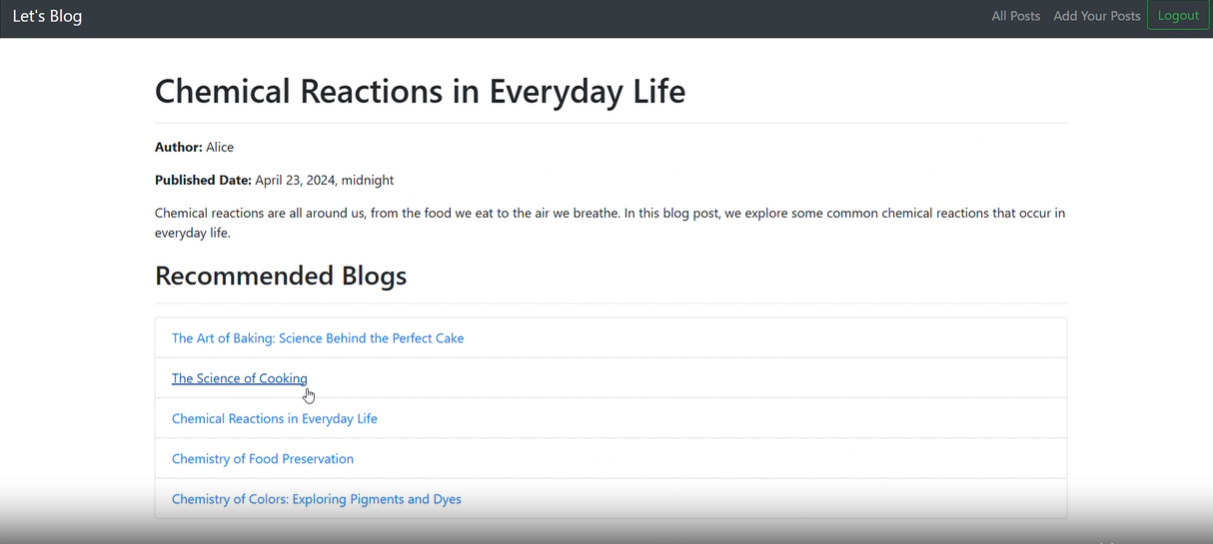 Let's Blog
All Posts Add Your Posts Logout
Chemical Reactions in Everyday Life
Author: Alice
Published Date: April 23, 2024, midnight
Chemical reactions are all around us, from the food we eat to the air we breathe. In this blog post, we explore some common chemical reactions that occur in
everyday life.
Recommended Blogs
The Art of Baking: Science Behind the Perfect Cake
The Science of Cooking
Chemical Reactions in Everyday Life
Chemistry of Food Preservation
Chemistry of Colors: Exploring Pigments and Dyes